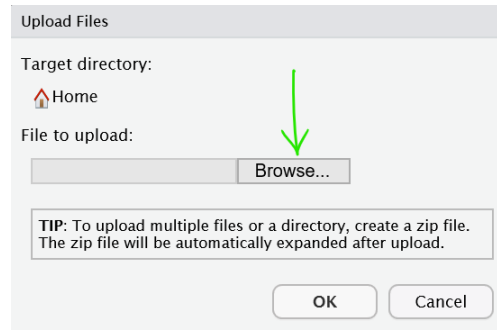 Upload Files
Target directory:
Home
File to upload:
Browse...
TIP: To upload multiple files or a directory, create a zip file.
The zip file will be automatically expanded after upload.
OK Cancel